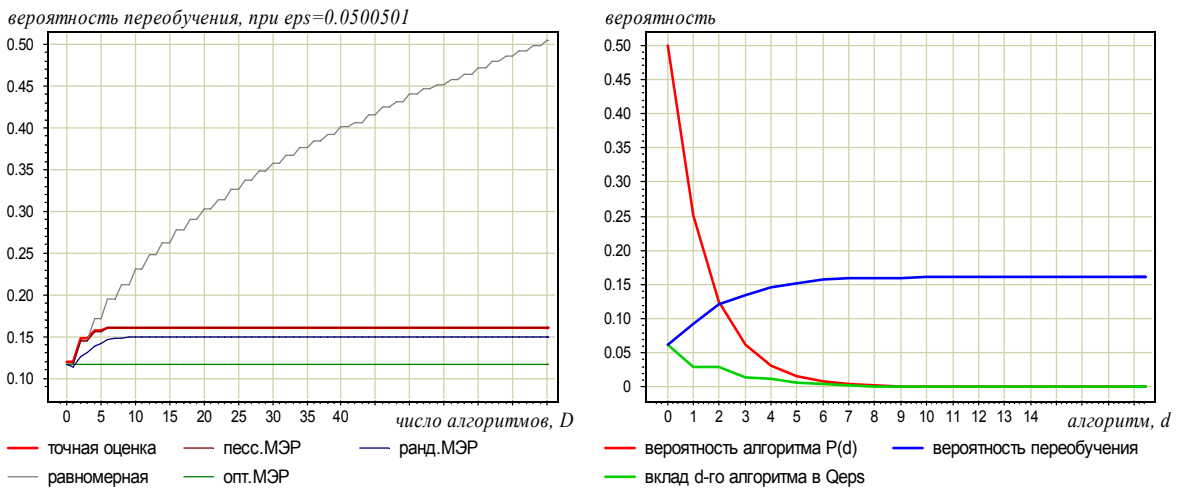 вероятность переобучения, при eps=0.0500501
0.50
0.45
0.40
0.35
0.30
0.25
0.20
0.15
0.10
0 5 10 15 20 25 30 35 40
число алгоритмов, D
точная оценка песс.МЭР ранд.МЭР
равномерная опт.МЭР
вероятность
0.50
0.45
0.40
0.35
0.30
0.25
0.20
0.15
0.10
0.05
0
0 1 2 3 4 5 6 7 8 9 10 11 12 13 14
алгоритм, d
вероятность алгоритма P(d) вероятность переобучения
вклад d-го алгоритма в Qeps